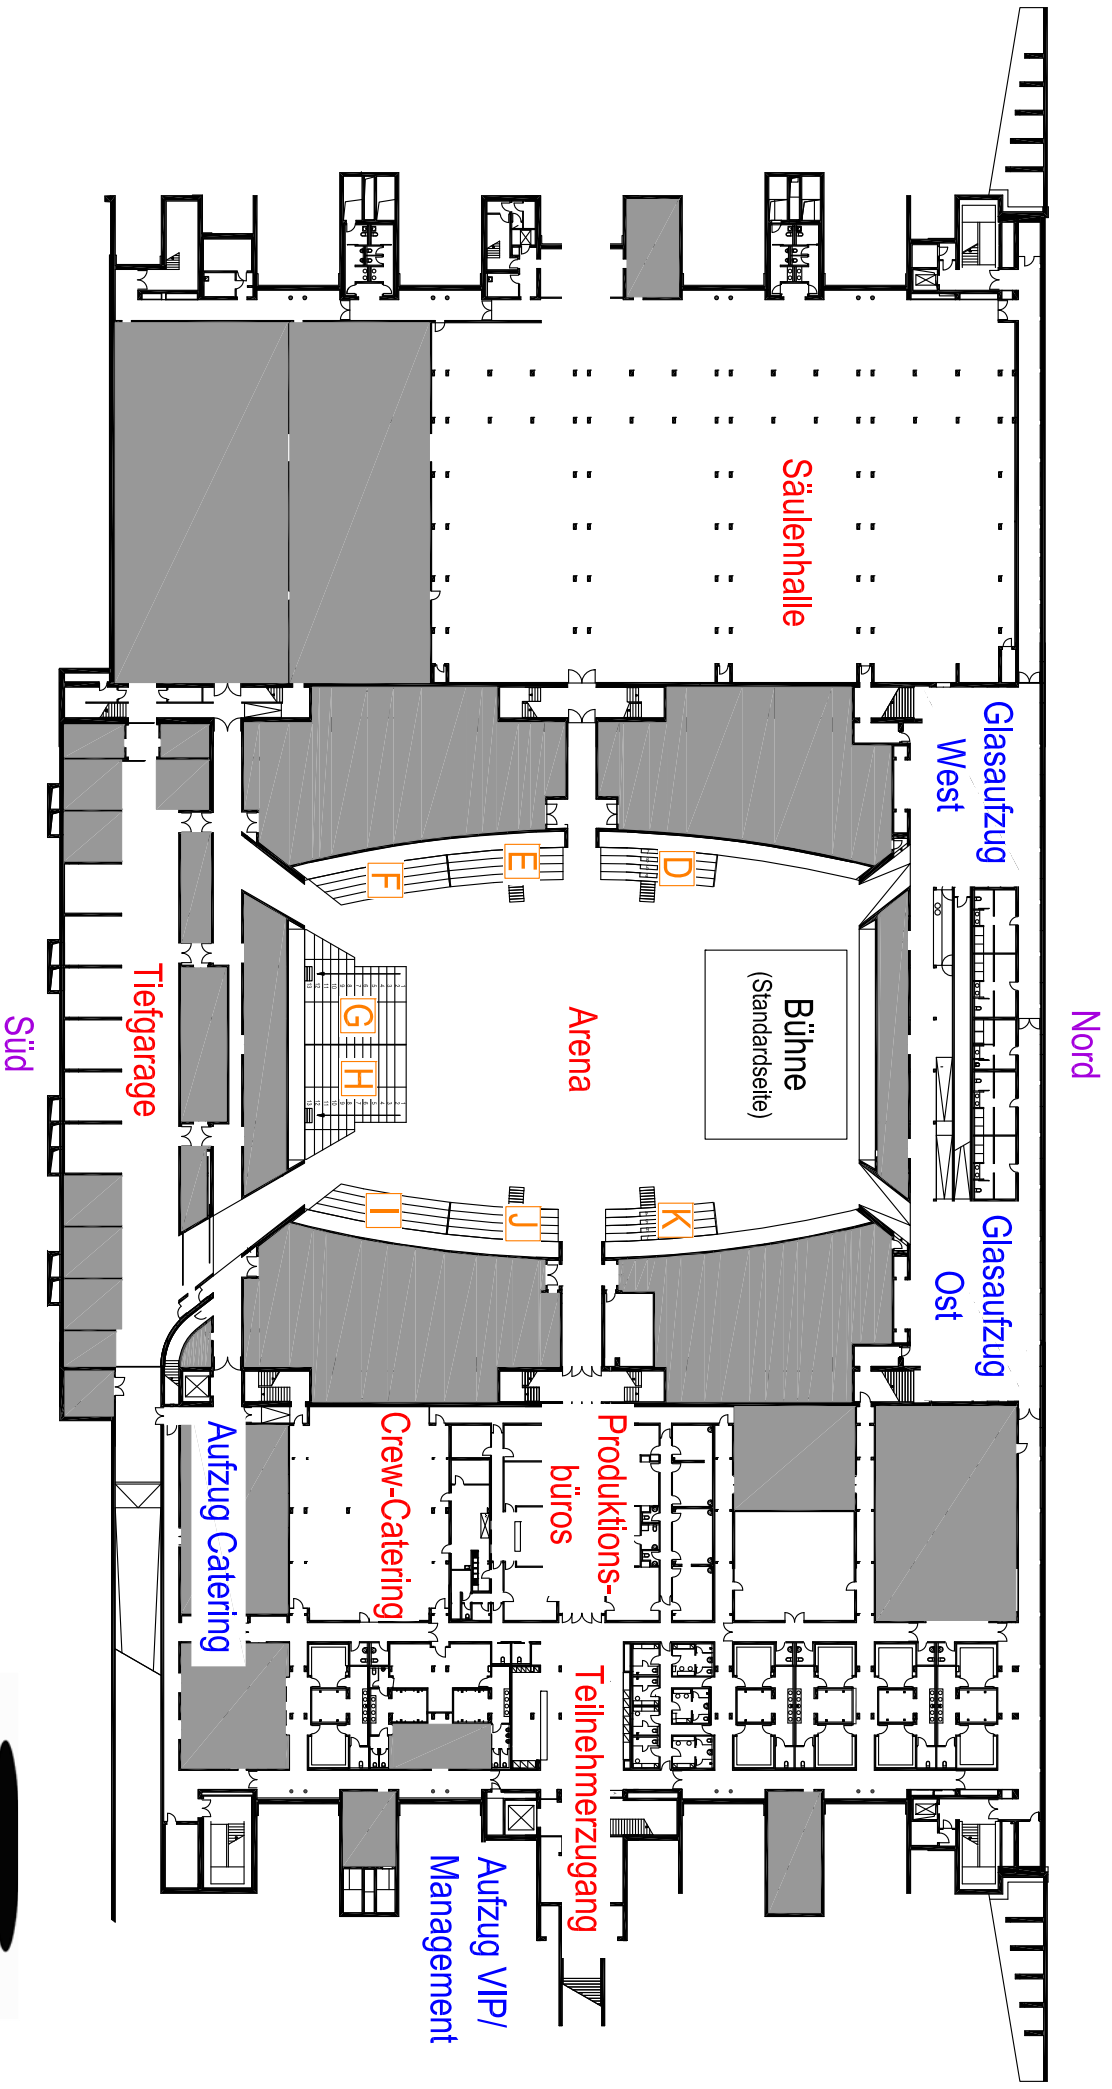 Nord
Glasaufzug
West
Glasaufzug
Ost
Säulenhalle
Bühne
(Standardseite)
D
K
Arena
Produktions-
büros
Teilnehmerzugang
E
J
Aufzug VIP/
Management
F
G
H
I
Crew-Catering
Aufzug Catering
Tiefgarage
Süd